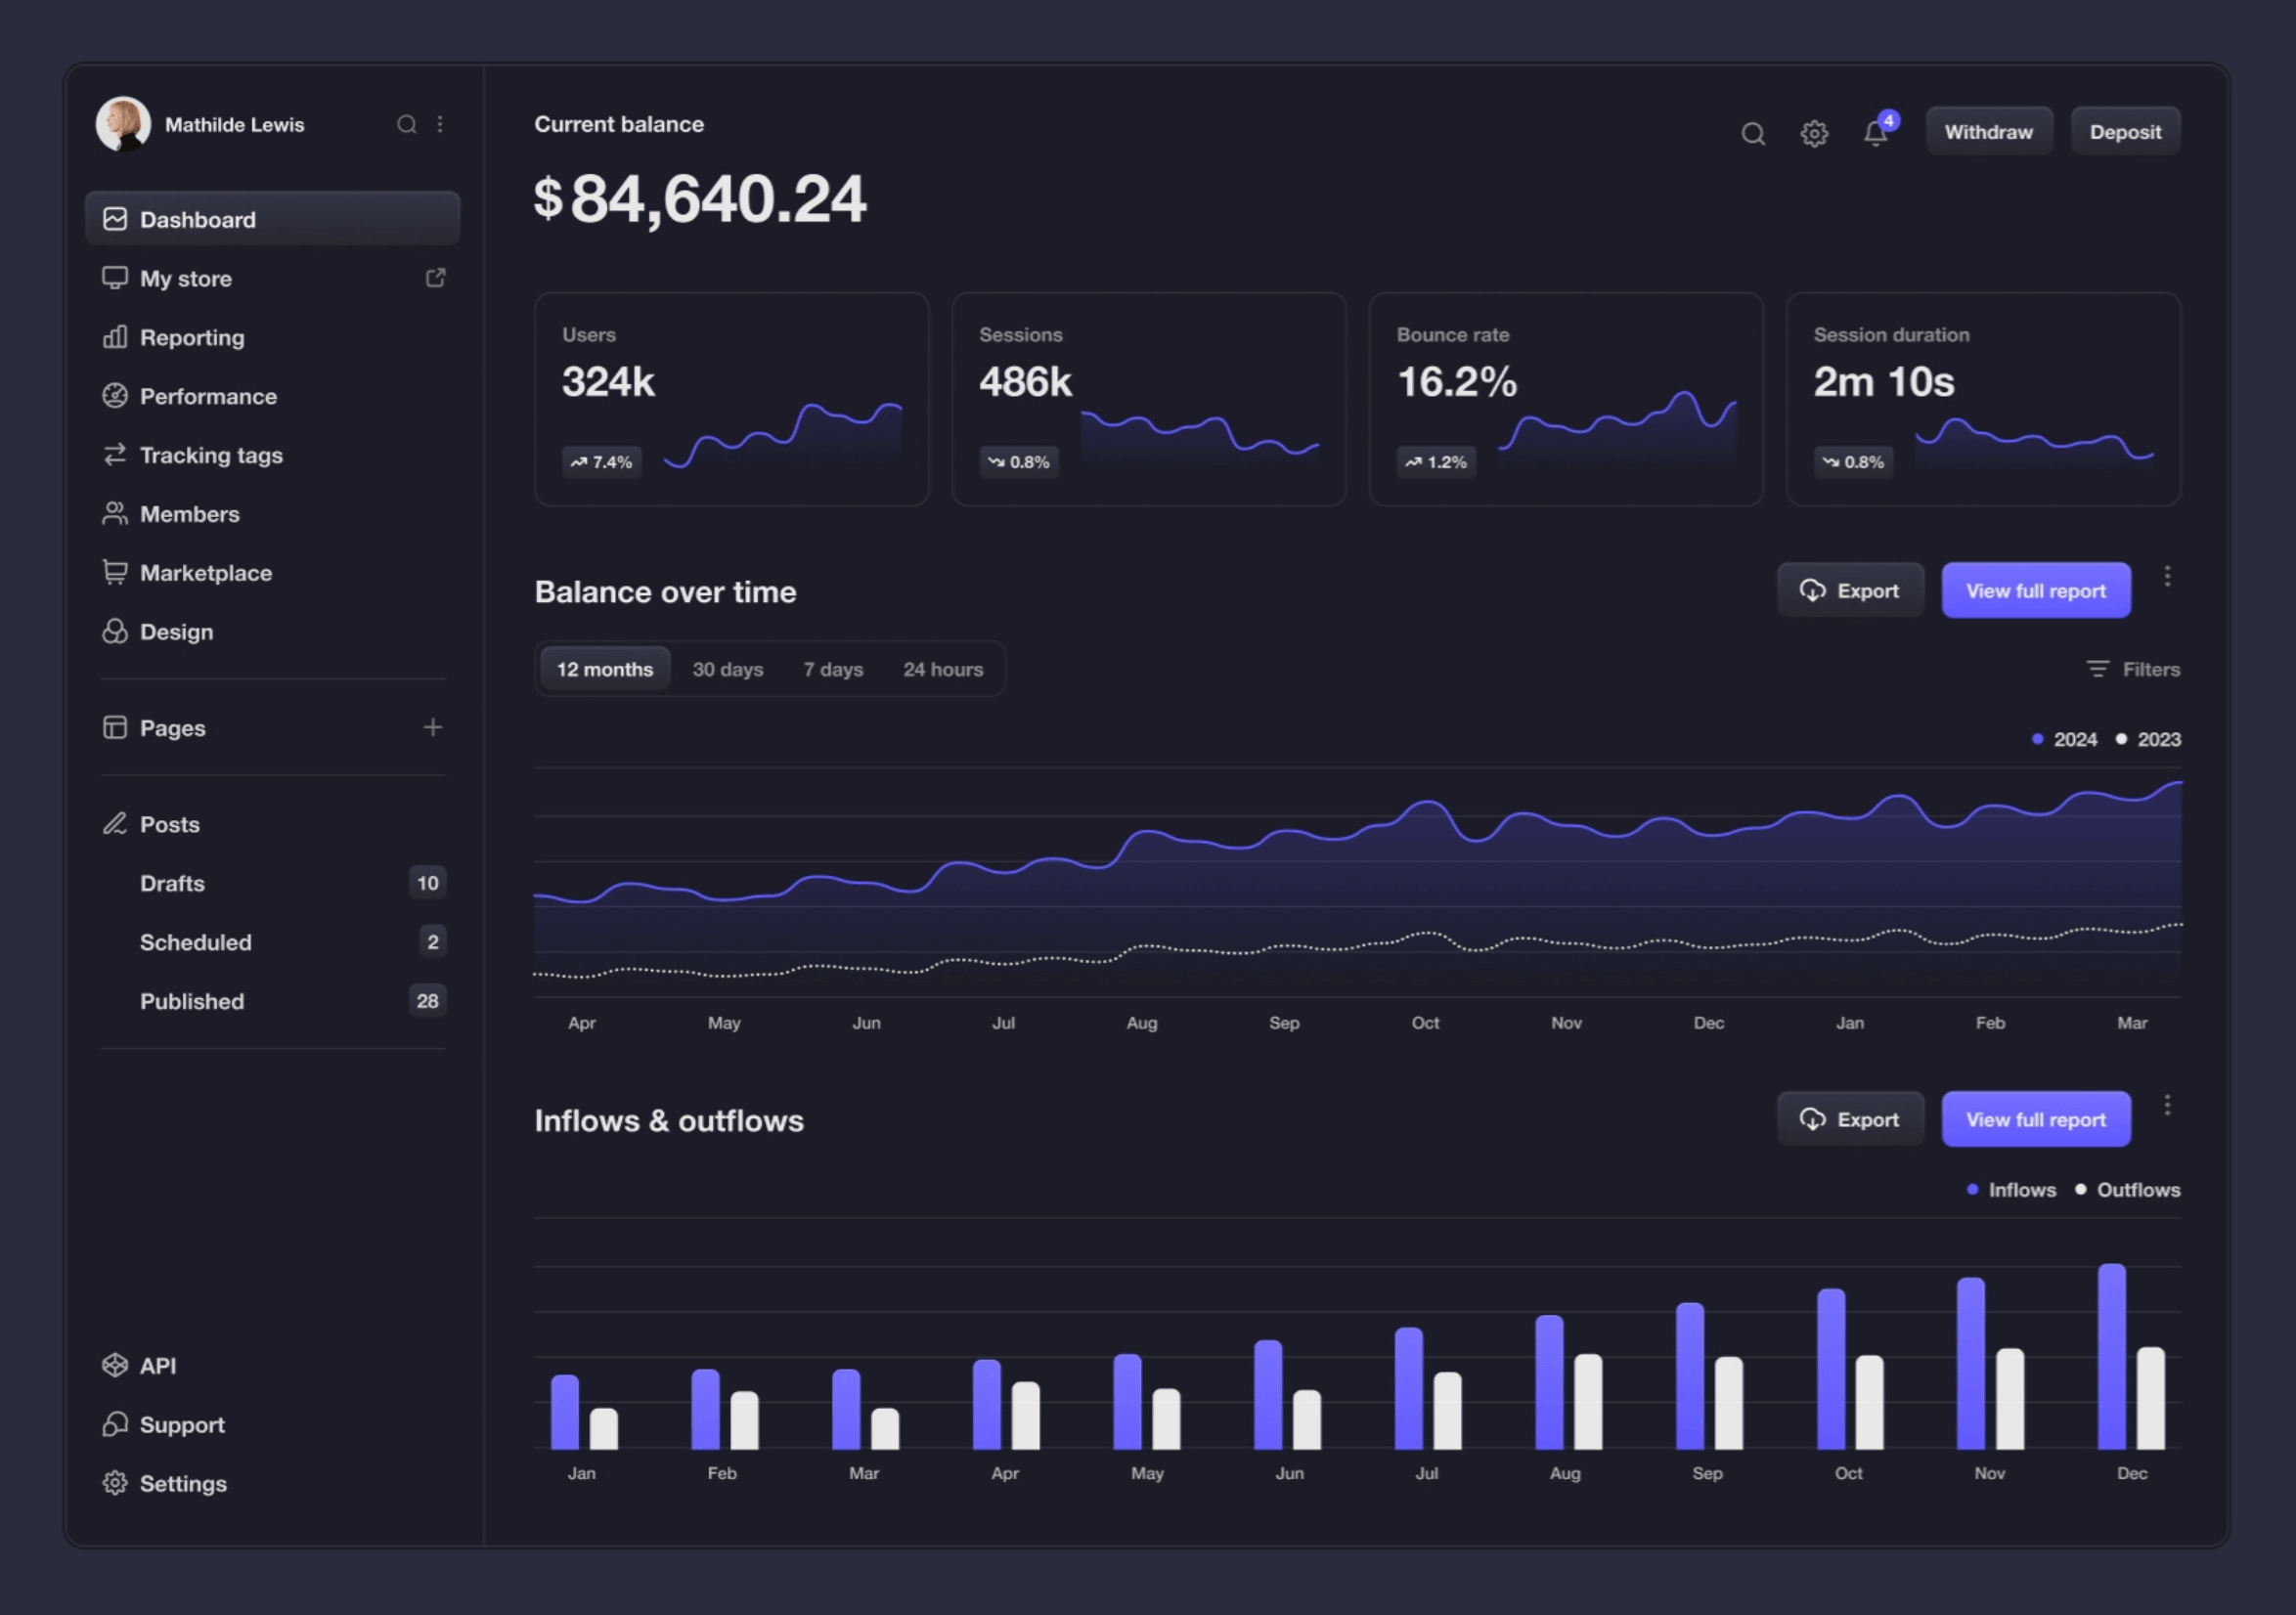 Mathilde Lewis
Dashboard
My store
Reporting
Performance
Tracking tags
Members
Marketplace
Design
Pages
Posts
Drafts 10
Scheduled 2
Published 28
API
Support
Settings
Current balance
$84,640.24
4
Withdraw
Deposit
Users
324k
7.4%
Sessions
486k
0.8%
Bounce rate
16.2%
1.2%
Session duration
2m 10s
0.8%
Balance over time
Export
View full report
12 months 30 days 7 days 24 hours
Filters
2024 2023
Apr May Jun Jul Aug Sep Oct Nov Dec Jan Feb Mar
Inflows & outflows
Export
View full report
Inflows Outflows
Jan Feb Mar Apr May Jun Jul Aug Sep Oct Nov Dec